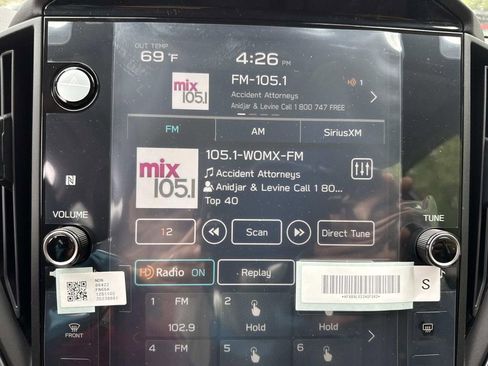 OUT TEMP
69 °F
4:26 PM
mix
105.1
FM-105.1
1
Accident Attorneys
Anidjar & Levine Call 1 800 747 FREE
FM
AM
SiriusXM
mix
105.1
105.1-WOMX-FM
Accident Attorneys
Anidjar & Levine Call 1 80...
Top 40
VOLUME
TUNE
12
Scan
Direct Tune
HD Radio ON
Replay
S
1 FM
2
102.9
Hold
Hold
4 FM
5
6
FRONT